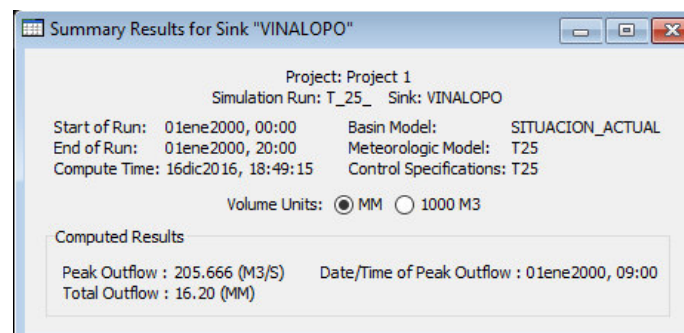 Summary Results for Sink "VINALOPO"
Project: Project 1
Simulation Run: T_25_ Sink: VINALOPO
Start of Run: 01ene2000, 00:00 Basin Model: SITUACION_ACTUAL
End of Run: 01ene2000, 20:00 Meteorologic Model: T25
Compute Time: 16dic2016, 18:49:15 Control Specifications: T25
Volume Units: MM 1000 M3
Computed Results
Peak Outflow : 205.666 (M3/S) Date/Time of Peak Outflow : 01ene2000, 09:00
Total Outflow : 16.20 (MM)